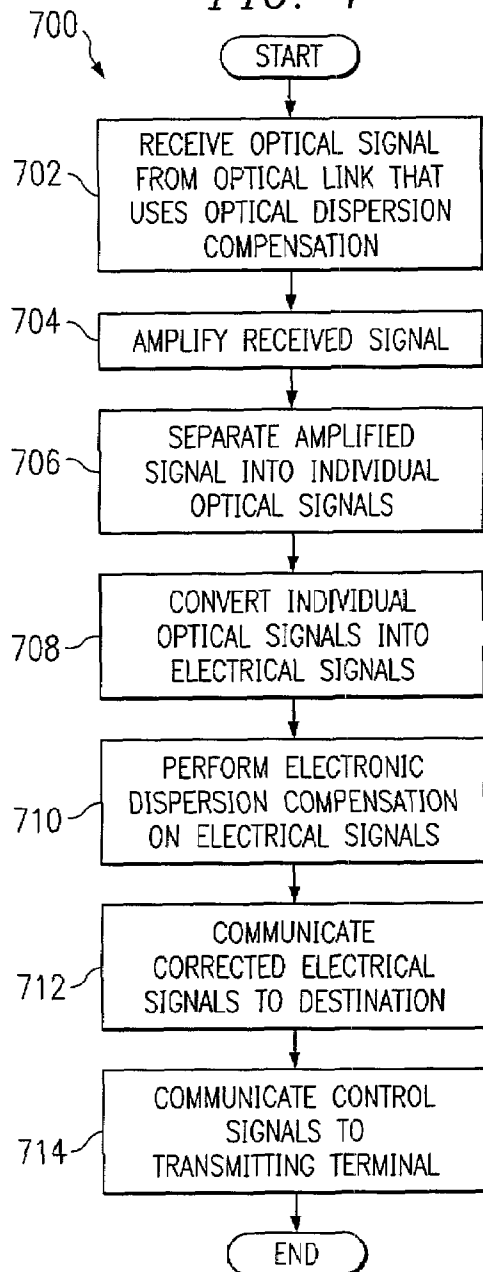 FIG.
700
START
702
RECEIVE OPTICAL SIGNAL
FROM OPTICAL LINK THAT
USES OPTICAL DISPERSION
COMPENSATION
704
AMPLIFY RECEIVED SIGNAL
706
SEPARATE AMPLIFIED
SIGNAL INTO INDIVIDUAL
OPTICAL SIGNALS
708
CONVERT INDIVIDUAL
OPTICAL SIGNALS INTO
ELECTRICAL SIGNALS
710
PERFORM ELECTRONIC
DISPERSION COMPENSATION
ON ELECTRICAL SIGNALS
712
COMMUNICATE
CORRECTED ELECTRICAL
SIGNALS TO DESTINATION
714
COMMUNICATE CONTROL
SIGNALS TO
TRANSMITTING TERMINAL
END